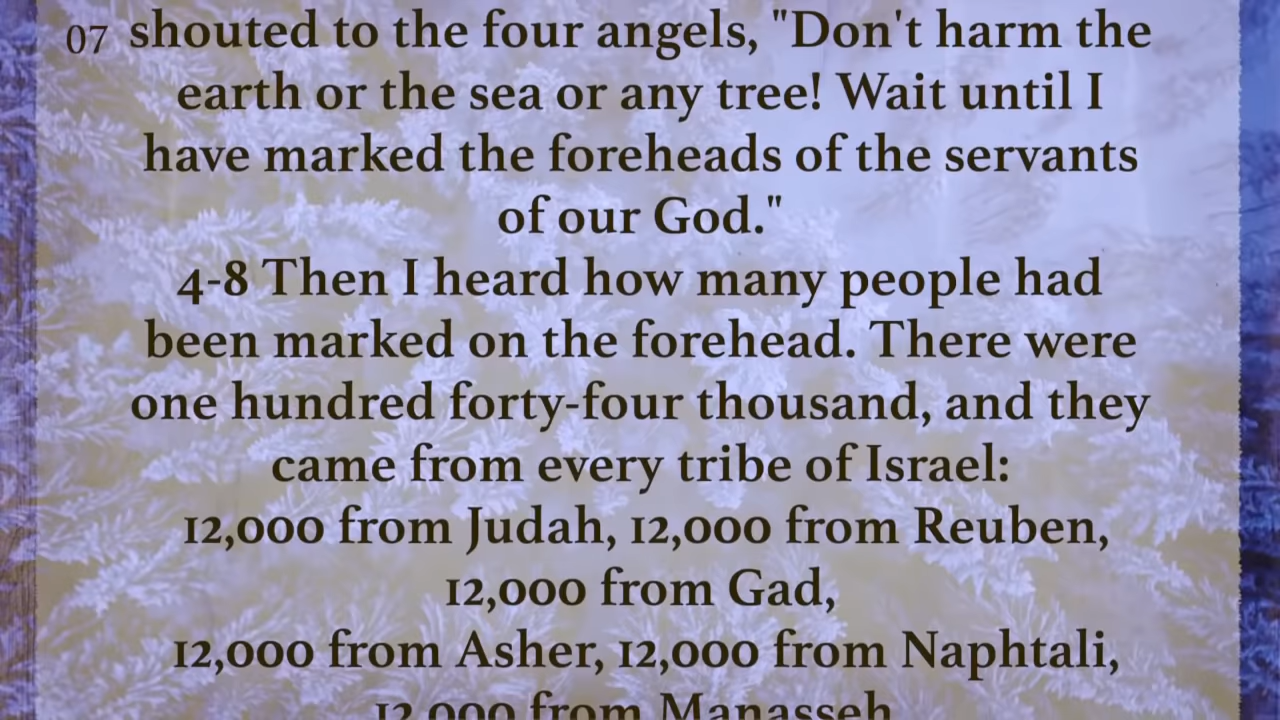 07 shouted to the four angels, "Don't harm the
earth or the sea or any tree! Wait until I
have marked the foreheads of the servants
of our God."
4-8 Then I heard how many people had
been marked on the forehead. There were
one hundred forty-four thousand, and they
came from every tribe of Israel:
12,000 from Judah, 12,000 from Reuben,
12,000 from Gad,
12,000 from Asher, 12,000 from Naphtali,
12,000 from Manasseh